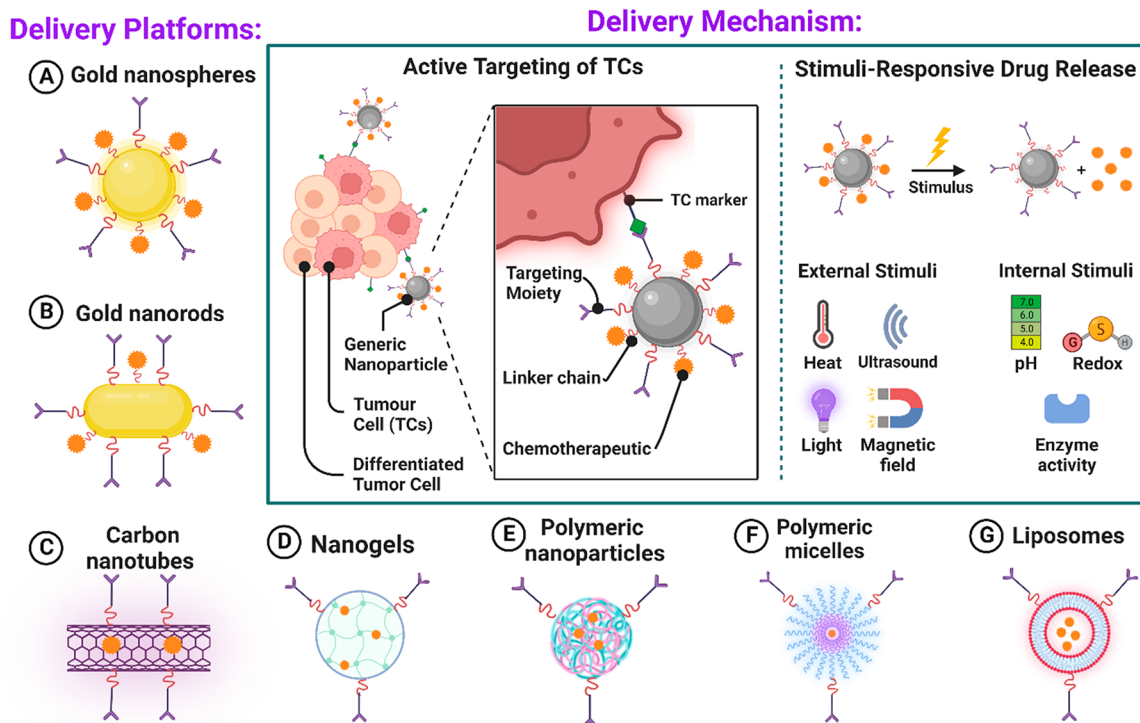 Delivery Platforms:
Delivery Mechanism:
A
Gold nanospheres
B
Gold nanorods
C
Carbon
nanotubes
Active Targeting of TCs
TC marker
Targeting
Moiety
Generic
Nanoparticle
Linker chain
Tumour
Cell (TCs)
Chemotherapeutic
Differentiated
Tumor Cell
Stimuli-Responsive Drug Release
Stimulus
+
External Stimuli
Heat
Ultrasound
Light
Magnetic
field
Internal Stimuli
7.0
6.0
5.0
4.0
pH
G
S
H
Redox
Enzyme
activity
D
Nanogels
E
Polymeric
nanoparticles
F
Polymeric
micelles
G
Liposomes